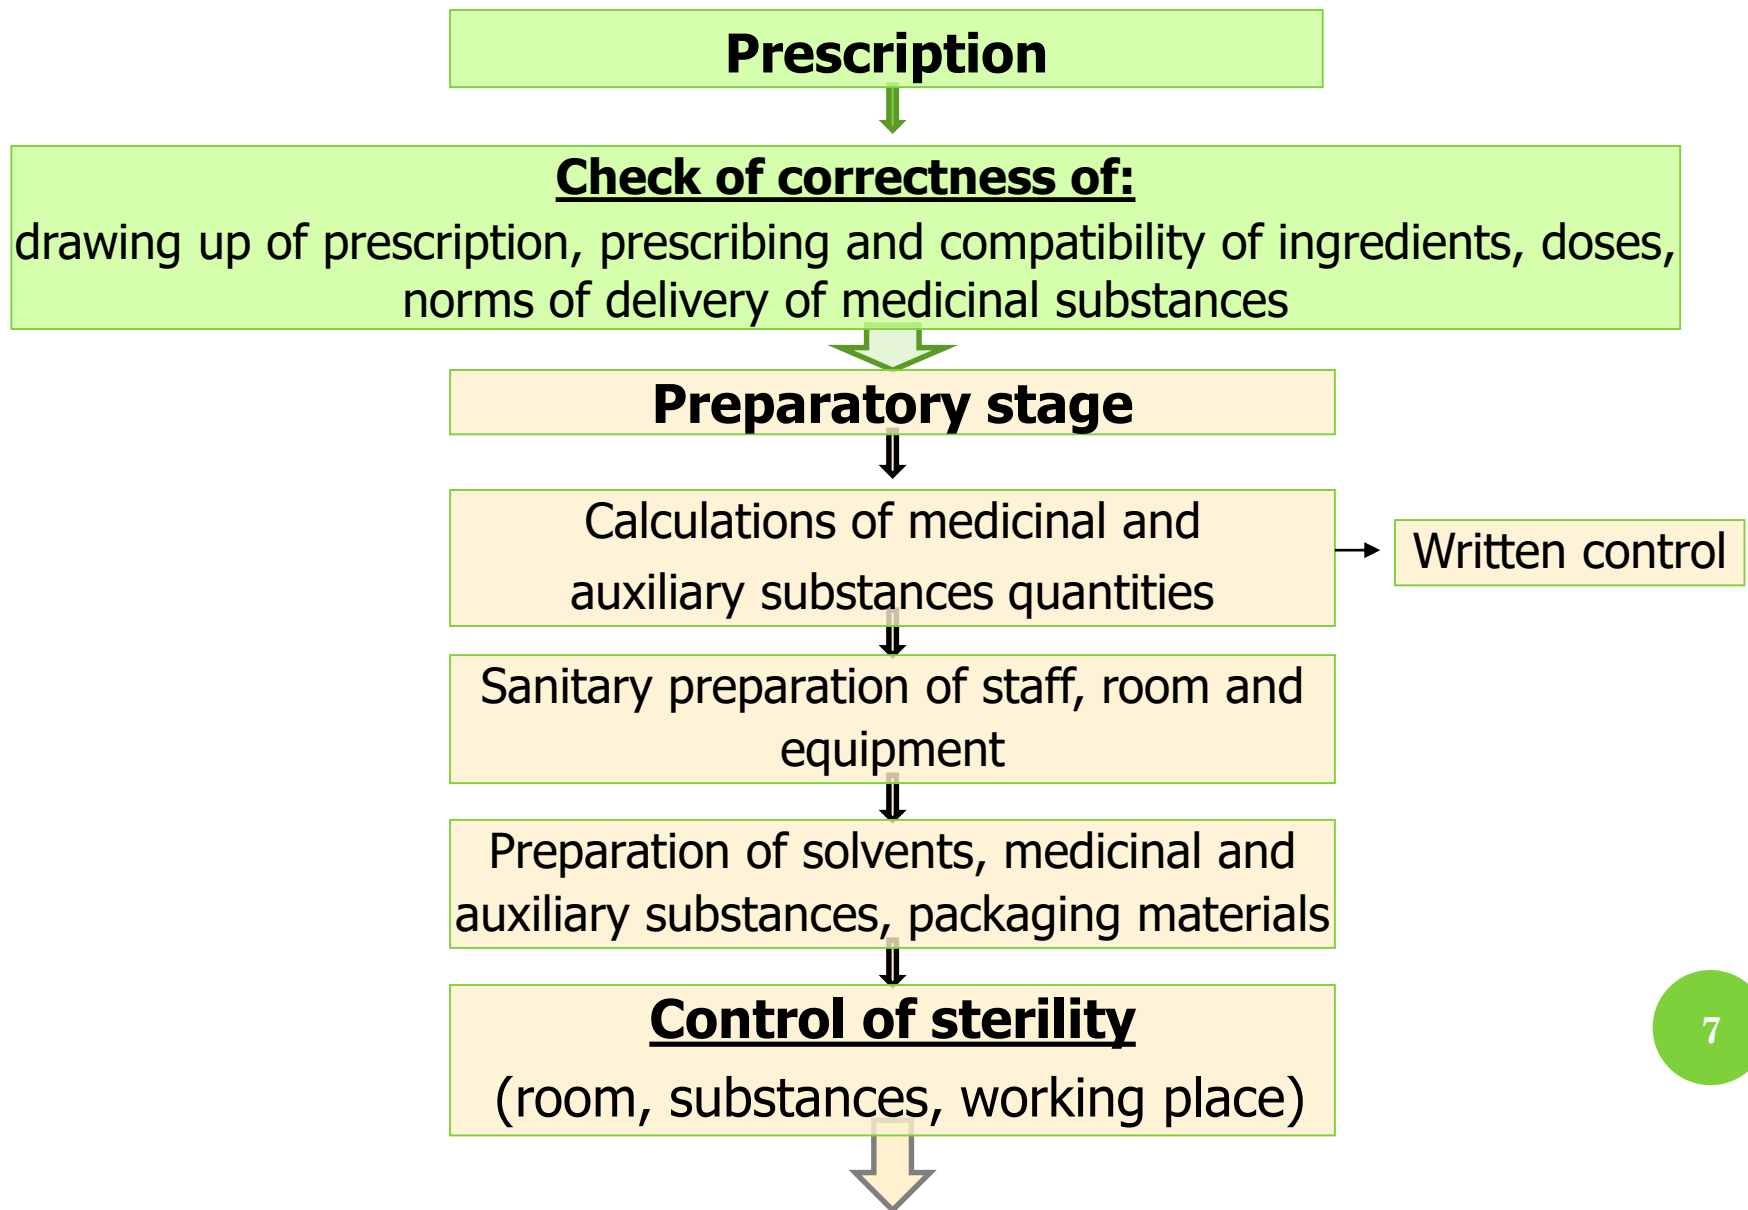 Prescription
Check of correctness of:
drawing up of prescription, prescribing and compatibility of ingredients, doses,
norms of delivery of medicinal substances
Preparatory stage
Calculations of medicinal and
auxiliary substances quantities
Written control
Sanitary preparation of staff, room and
equipment
Preparation of solvents, medicinal and
auxiliary substances, packaging materials
Control of sterility
(room, substances, working place)
7